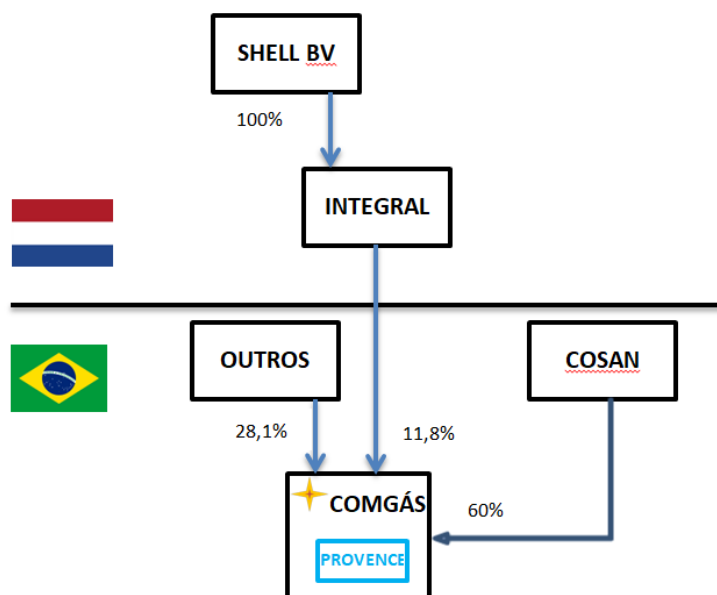 SHELL BV
100%
INTEGRAL
OUTROS
COSAN
28,1%
11,8%
COMGÁS
60%
PROVENCE